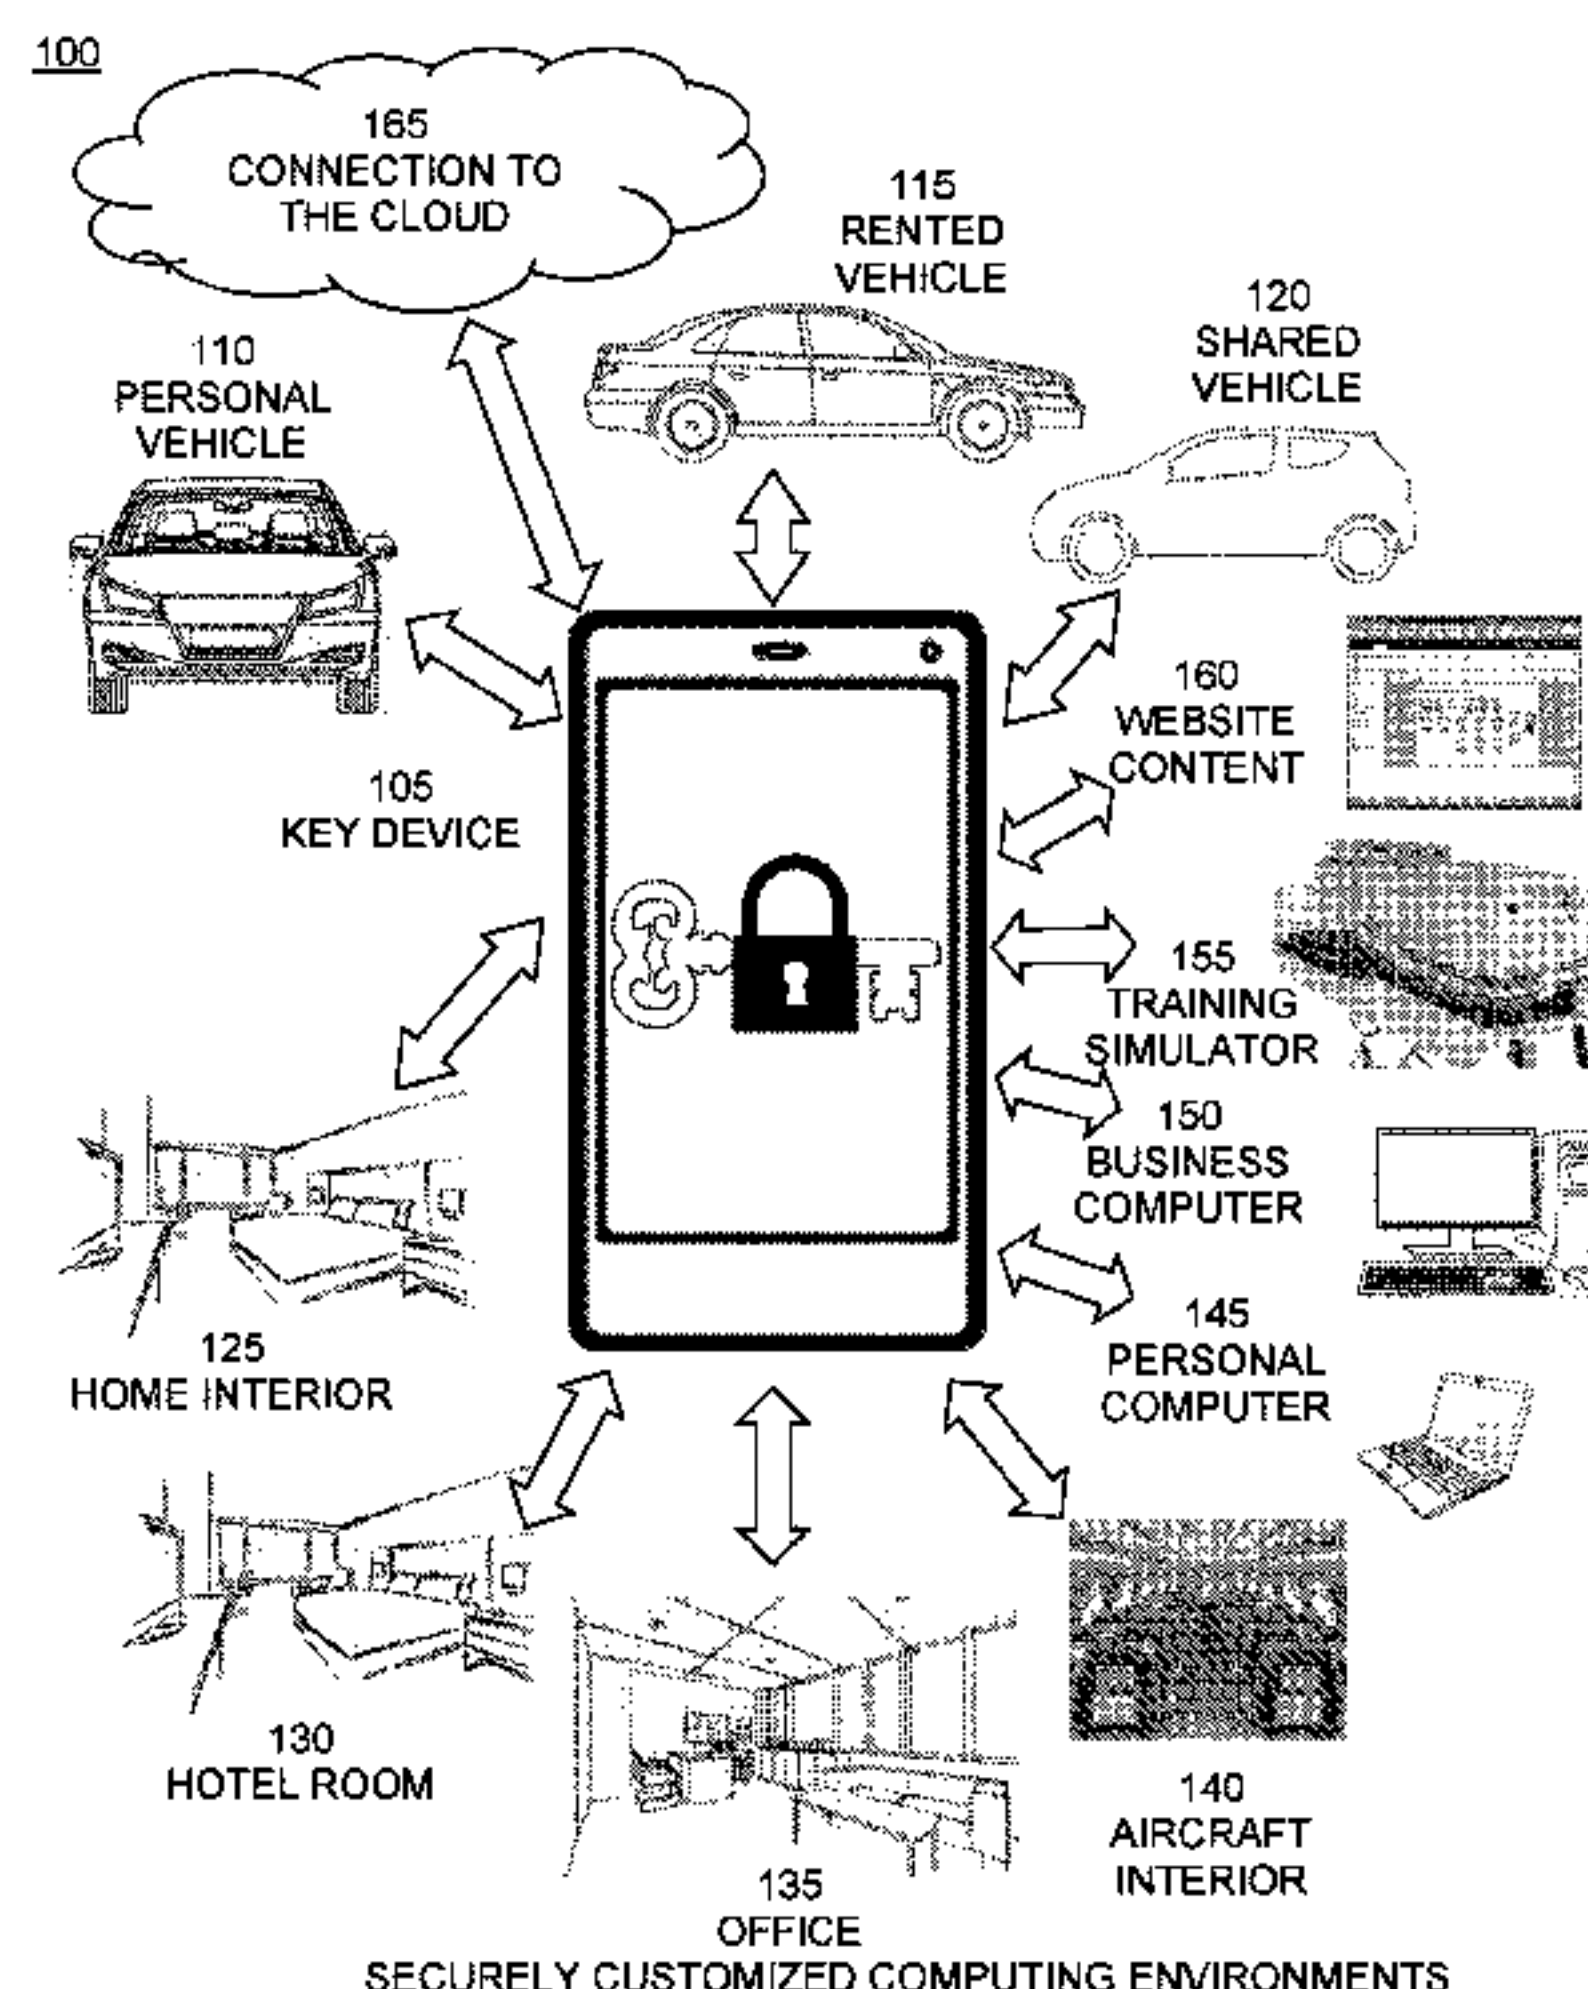 100
165
CONNECTION TO
THE CLOUD
115
RENTED
VEHICLE
120
SHARED
VEHICLE
110
PERSONAL
VEHICLE
160
WEBSITE
CONTENT
105
KEY DEVICE
155
TRAINING
SIMULATOR
150
BUSINESS
COMPUTER
145
PERSONAL
COMPUTER
125
HOME INTERIOR
130
HOTEL ROOM
140
AIRCRAFT
INTERIOR
135
OFFICE
SECURELY CUSTOMIZED COMPUTING ENVIRONMENTS